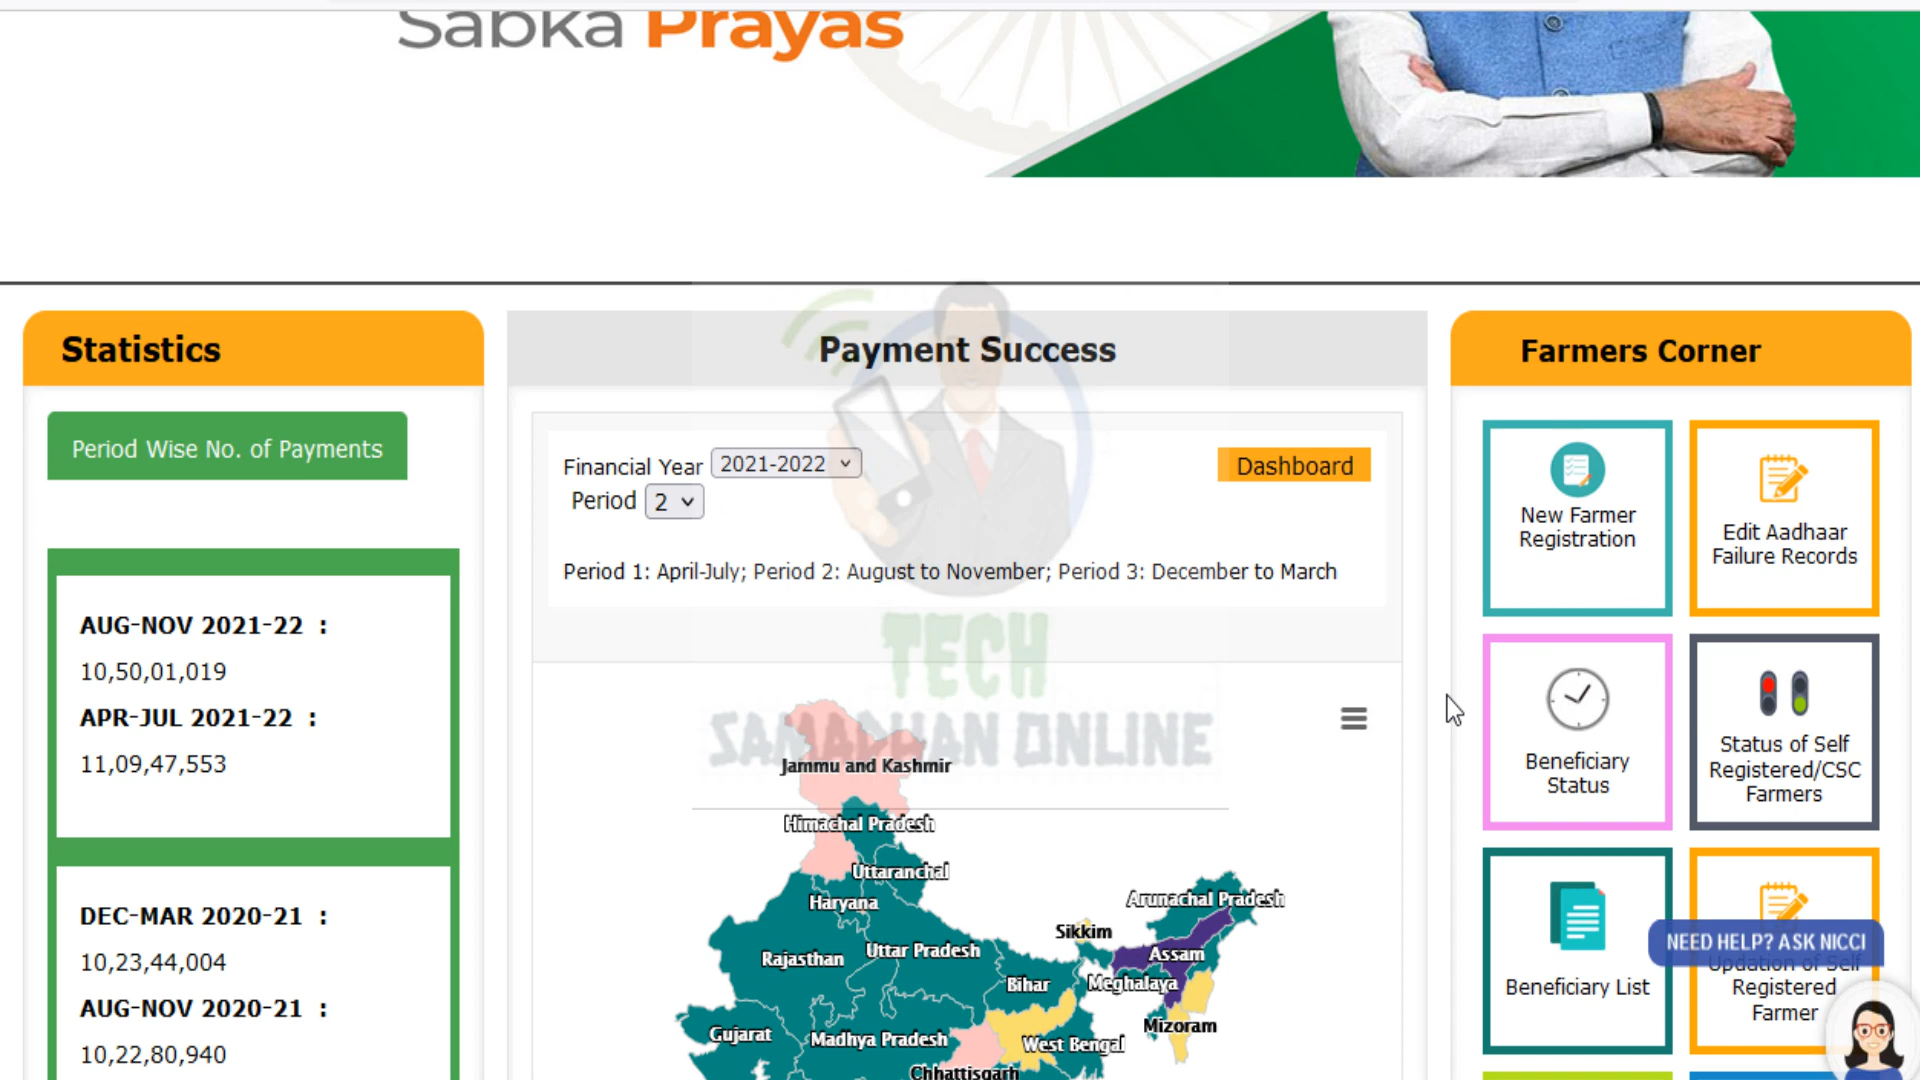 Sabka Prayas
Statistics
Period Wise No. of Payments
AUG-NOV 2021-22 :
10,50,01,019
APR-JUL 2021-22 :
11,09,47,553
DEC-MAR 2020-21 :
10,23,44,004
AUG-NOV 2020-21 :
10,22,80,940
Payment Success
Financial Year 2021-2022
Dashboard
Period 2
Period 1: April-July; Period 2: August to November; Period 3: December to March
TECH
SAMADHAN ONLINE
Jammu and Kashmir
Himachal Pradesh
Uttaranchal
Haryana
Arunachal Pradesh
Sikkim
Rajasthan
Uttar Pradesh
Assam
Bihar
Meghalaya
Mizoram
Gujarat
Madhya Pradesh
West Bengal
Chhattisgarh
Farmers Corner
New Farmer
Registration
Edit Aadhaar
Failure Records
Beneficiary
Status
Status of Self
Registered/CSC
Farmers
Beneficiary List
NEED HELP? ASK NICCI
Updation of Self
Registered
Farmer